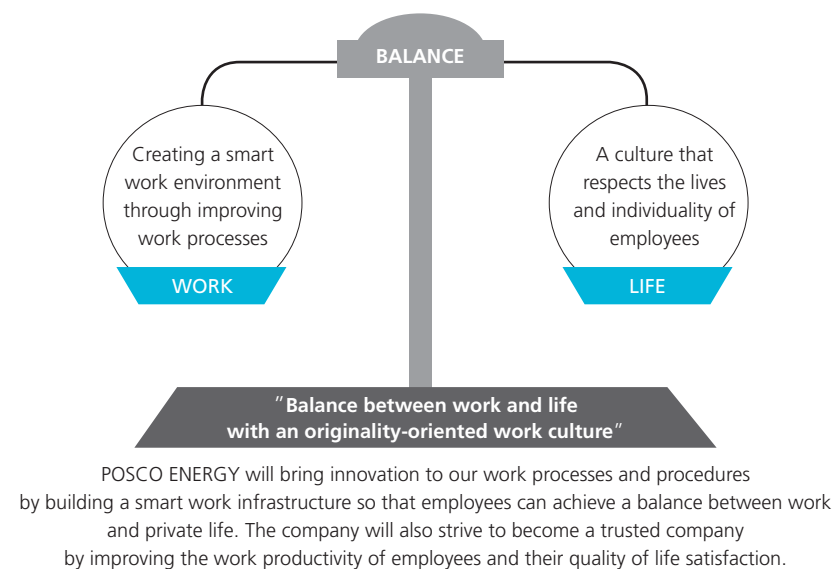 BALANCE
Creating a smart
work environment
through improving
work processes
WORK
A culture that
respects the lives
and individuality of
employees
LIFE
"Balance between work and life
with an originality-oriented work culture"
POSCO ENERGY will bring innovation to our work processes and procedures
by building a smart work infrastructure so that employees can achieve a balance between work
and private life. The company will also strive to become a trusted company
by improving the work productivity of employees and their quality of life satisfaction.